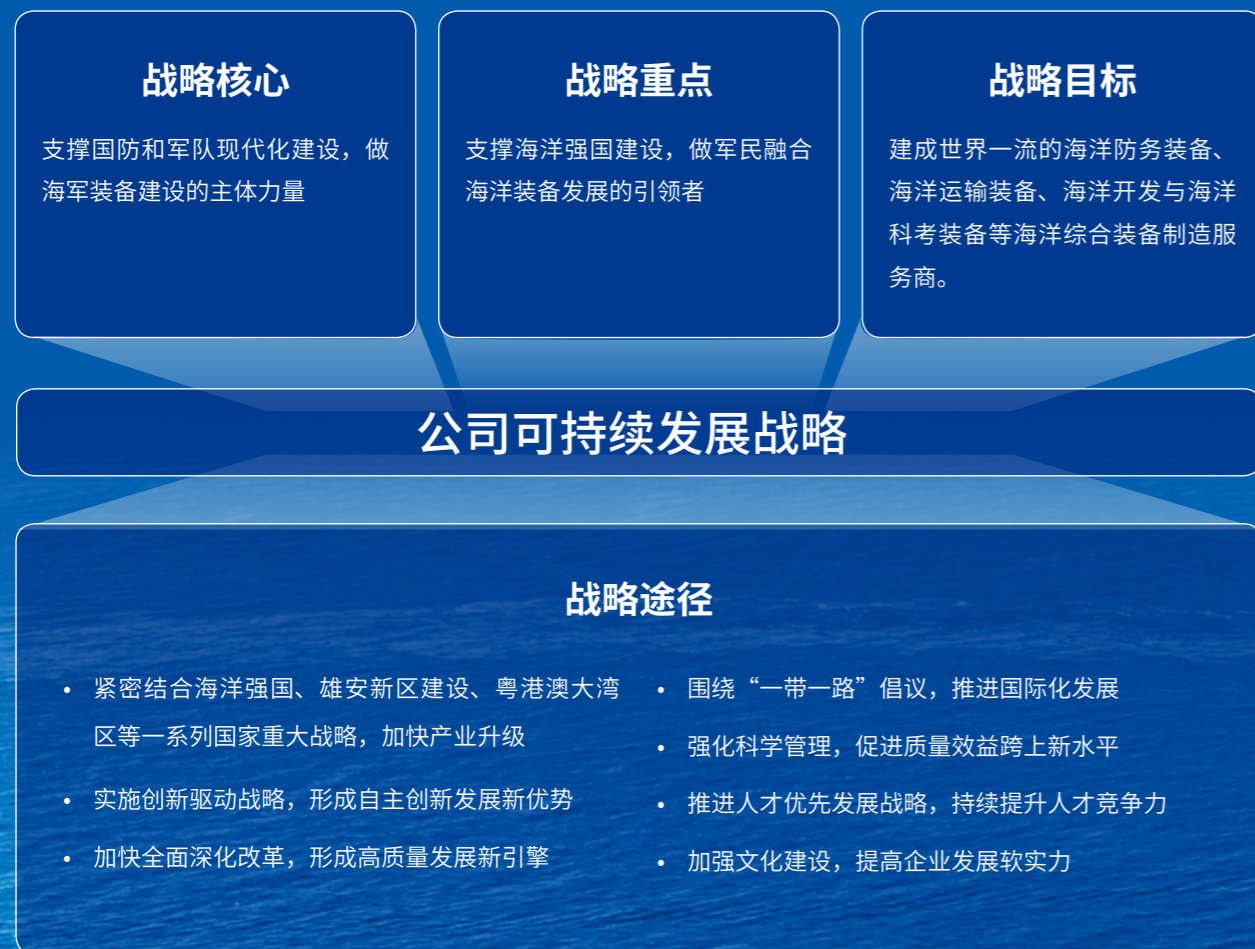 战略核心
支撑国防和军队现代化建设，做
海军装备建设的主体力量
战略重点
支撑海洋强国建设，做军民融合
海洋装备发展的引领者
战略目标
建成世界一流的海洋防务装备、
海洋运输装备、海洋开发与海洋
科考装备等海洋综合装备制造服
务商。
公司可持续发展战略
战略途径
• 紧密结合海洋强国、雄安新区建设、粤港澳大湾
区等一系列国家重大战略，加快产业升级
• 实施创新驱动战略，形成自主创新发展新优势
• 加快全面深化改革，形成高质量发展新引擎
• 围绕“一带一路”倡议，推进国际化发展
• 强化科学管理，促进质量效益跨上新水平
• 推进人才优先发展战略，持续提升人才竞争力
• 加强文化建设，提高企业发展软实力